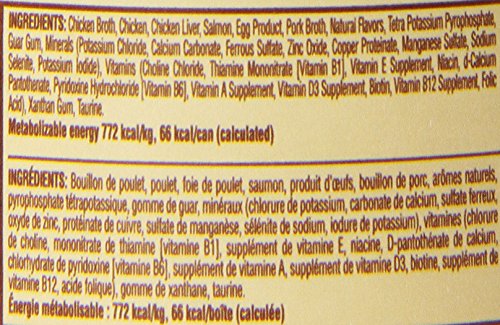 INGREDIENTS: Chicken Broth, Chicken, Chicken Liver, Salmon, Egg Product, Pork Broth, Natural Flavors, Tetra Potassium Pyrophosphate,
Guar Gum, Minerals (Potassium Chloride, Calcium Carbonate, Ferrous Sulfate, Zinc Oxide, Copper Proteinate, Manganese Sulfate, Sodium
Selenite, Potassium Iodide), Vitamins (Choline Chloride, Thiamine Mononitrate [Vitamin B1], Vitamin E Supplement, Niacin, d-Calcium
Pantothenate, Pyridoxine Hydrochloride [Vitamin B6], Vitamin A Supplement, Vitamin D3 Supplement, Biotin, Vitamin B12 Supplement, Folic
Acid), Xanthan Gum, Taurine.
Metabolizable energy 772 kcal/kg, 66 kcal/can (calculated)
INGRÉDIENTS: Bouillon de poulet, poulet, foie de poulet, saumon, produit d'œufs, bouillon de porc, arômes naturels,
pyrophosphate tétrapotassique, gomme de guar, minéraux (chlorure de potassium, carbonate de calcium, sulfate ferreux,
oxyde de zinc, protéinate de cuivre, sulfate de manganèse, sélénite de sodium, iodure de potassium), vitamines (chlorure
de choline, mononitrate de thiamine [vitamine B1], supplément de vitamine E, niacine, D-pantothénate de calcium,
chlorhydrate de pyridoxine [vitamine B6], supplément de vitamine A, supplément de vitamine D3, biotine, supplément de
vitamine B12, acide folique), gomme de xanthane, taurine.
Énergie métabolisable : 772 kcal/kg, 66 kcal/boîte (calculée)